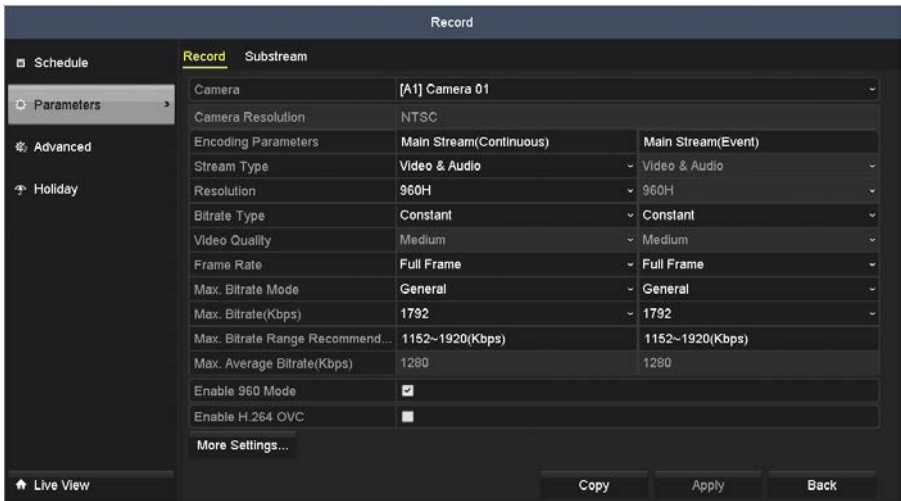 Record
Schedule
Parameters
Advanced
Holiday
Live View
Record Substream
Camera [A1] Camera 01
Camera Resolution NTSC
Encoding Parameters Main Stream(Continuous) Main Stream(Event)
Stream Type Video & Audio Video & Audio
Resolution 960H 960H
Bitrate Type Constant Constant
Video Quality Medium Medium
Frame Rate Full Frame Full Frame
Max. Bitrate Mode General General
Max. Bitrate(Kbps) 1792 1792
Max. Bitrate Range Recommend... 1152~1920(Kbps) 1152~1920(Kbps)
Max. Average Bitrate(Kbps) 1280 1280
Enable 960 Mode
Enable H.264 OVC
More Settings...
Copy Apply Back